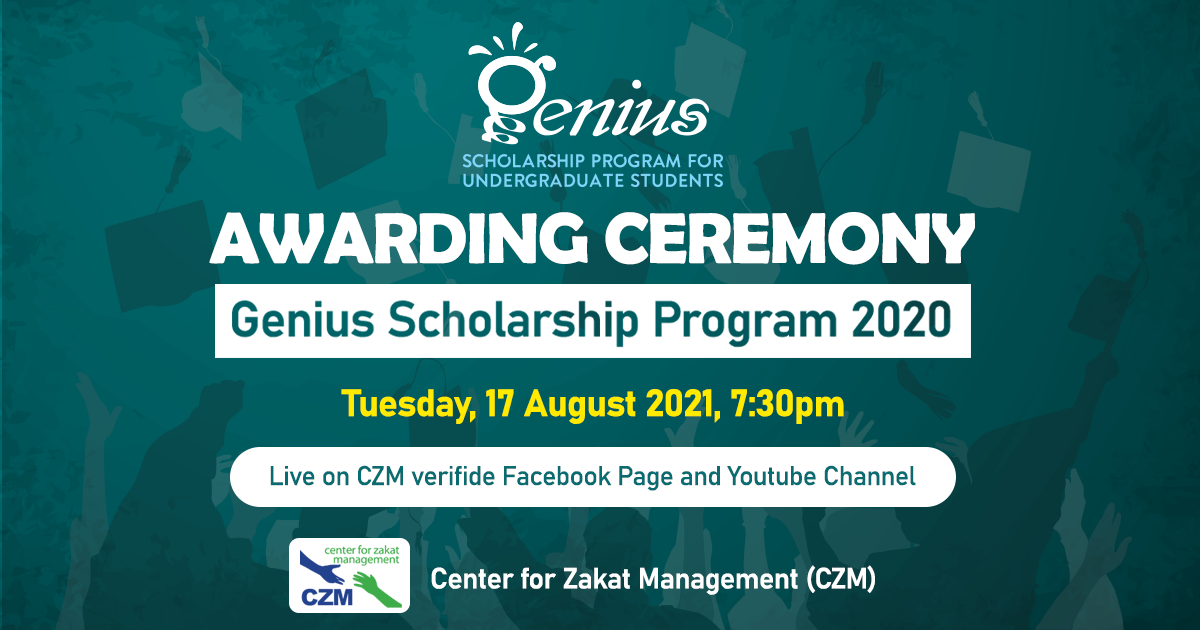 genius
SCHOLARSHIP PROGRAM FOR
UNDERGRADUATE STUDENTS
AWARDING CEREMONY
Genius Scholarship Program 2020
Tuesday, 17 August 2021, 7:30pm
Live on CZM verifide Facebook Page and Youtube Channel
center for zakat
management
CZM
Center for Zakat Management (CZM)